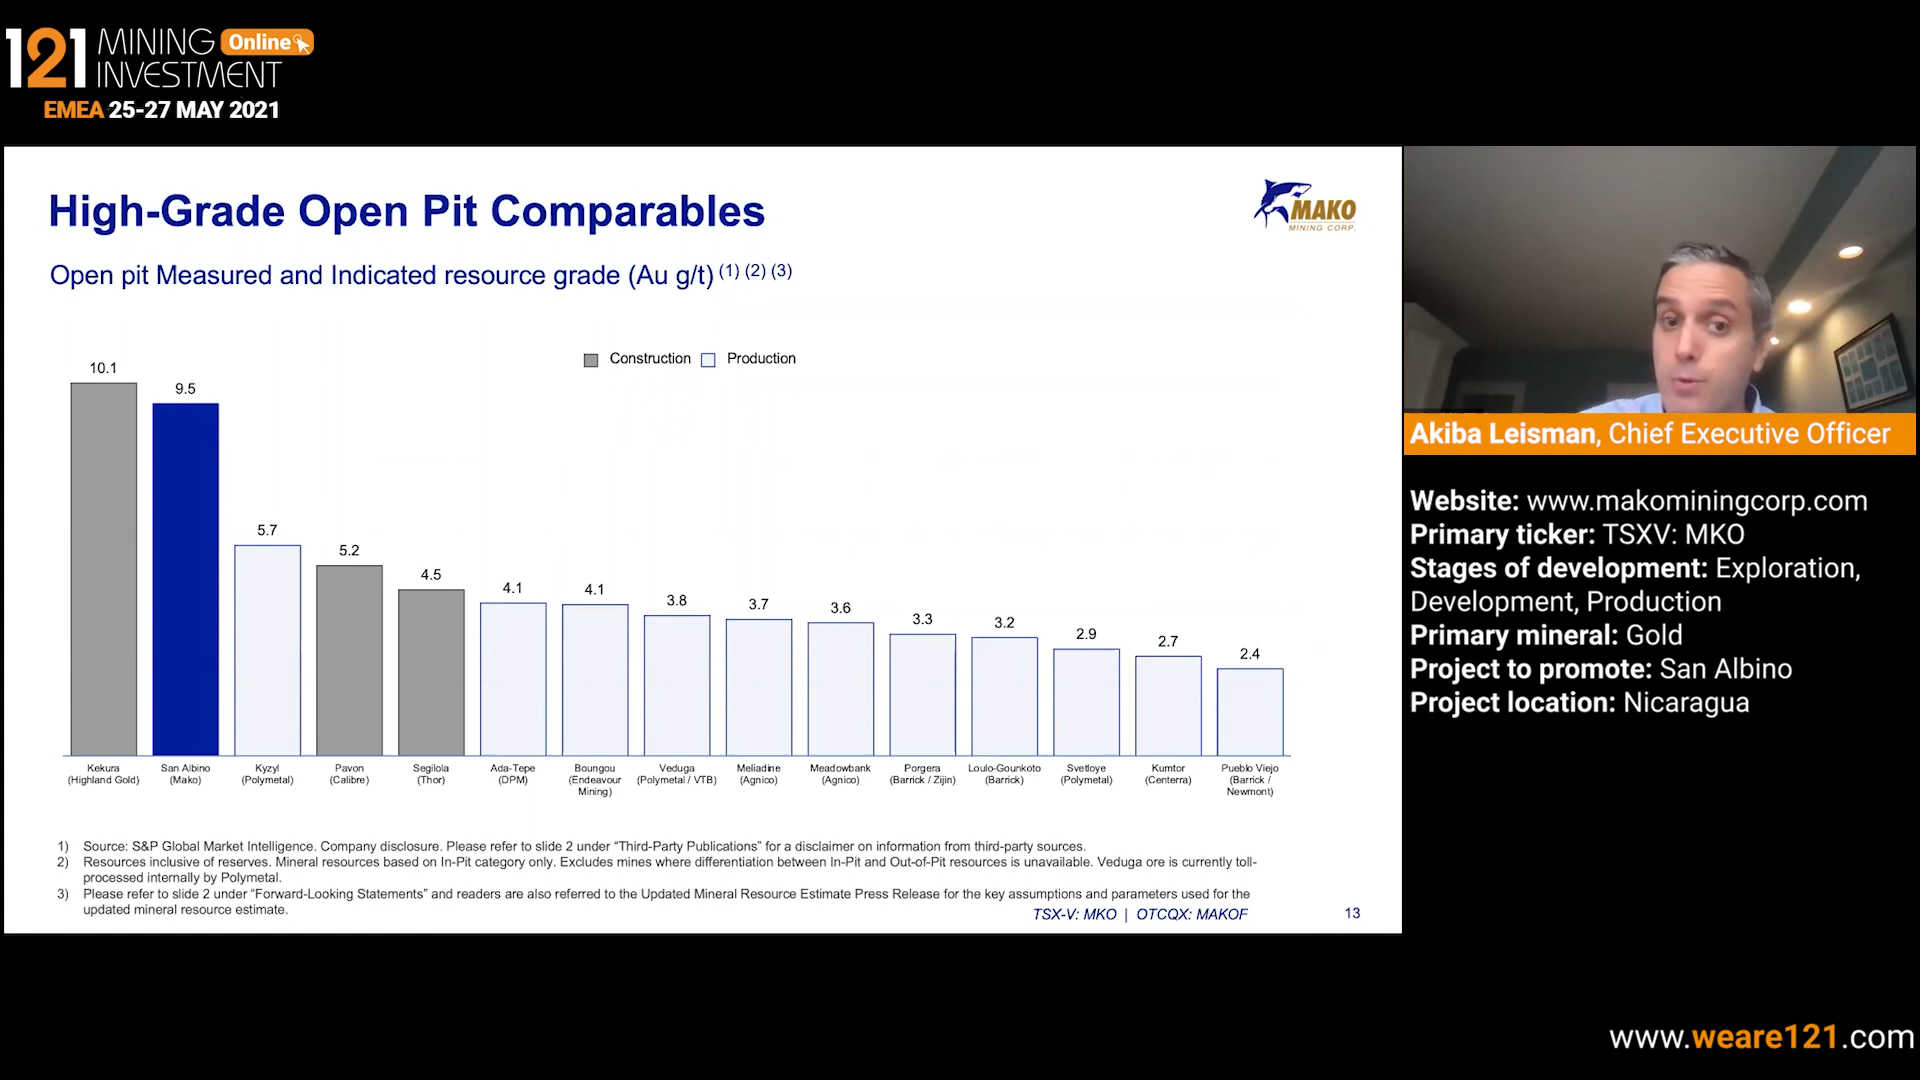 121 MINING Online
INVESTMENT
EMEA 25-27 MAY 2021
High-Grade Open Pit Comparables
MAKO
MINING CORP.
Open pit Measured and Indicated resource grade (Au g/t) (1) (2) (3)
Construction Production
10.1
9.5
5.7
5.2
4.5
4.1
4.1
3.8
3.7
3.6
3.3
3.2
2.9
2.7
2.4
Kekura
(Highland Gold)
San Albino
(Mako)
Kyzyl
(Polymetal)
Pavon
(Calibre)
Segilola
(Thor)
Ada-Tepe
(DPM)
Boungou
(Endeavour
Mining)
Veduga
(Polymetal / VTB)
Meliadine
(Agnico)
Meadowbank
(Agnico)
Porgera
(Barrick / Zijin)
Loulo-Gounkoto
(Barrick)
Svetloye
(Polymetal)
Kumtor
(Centerra)
Pueblo Viejo
(Barrick /
Newmont)
1) Source: S&P Global Market Intelligence. Company disclosure. Please refer to slide 2 under “Third-Party Publications” for a disclaimer on information from third-party sources.
2) Resources inclusive of reserves. Mineral resources based on In-Pit category only. Excludes mines where differentiation between In-Pit and Out-of-Pit resources is unavailable. Veduga ore is currently toll-
processed internally by Polymetal.
3) Please refer to slide 2 under “Forward-Looking Statements” and readers are also referred to the Updated Mineral Resource Estimate Press Release for the key assumptions and parameters used for the
updated mineral resource estimate.
TSX-V: MKO | OTCQX: MAKOF
13
Akiba Leisman, Chief Executive Officer
Website: www.makominingcorp.com
Primary ticker: TSXV: MKO
Stages of development: Exploration,
Development, Production
Primary mineral: Gold
Project to promote: San Albino
Project location: Nicaragua
www.weare121.com